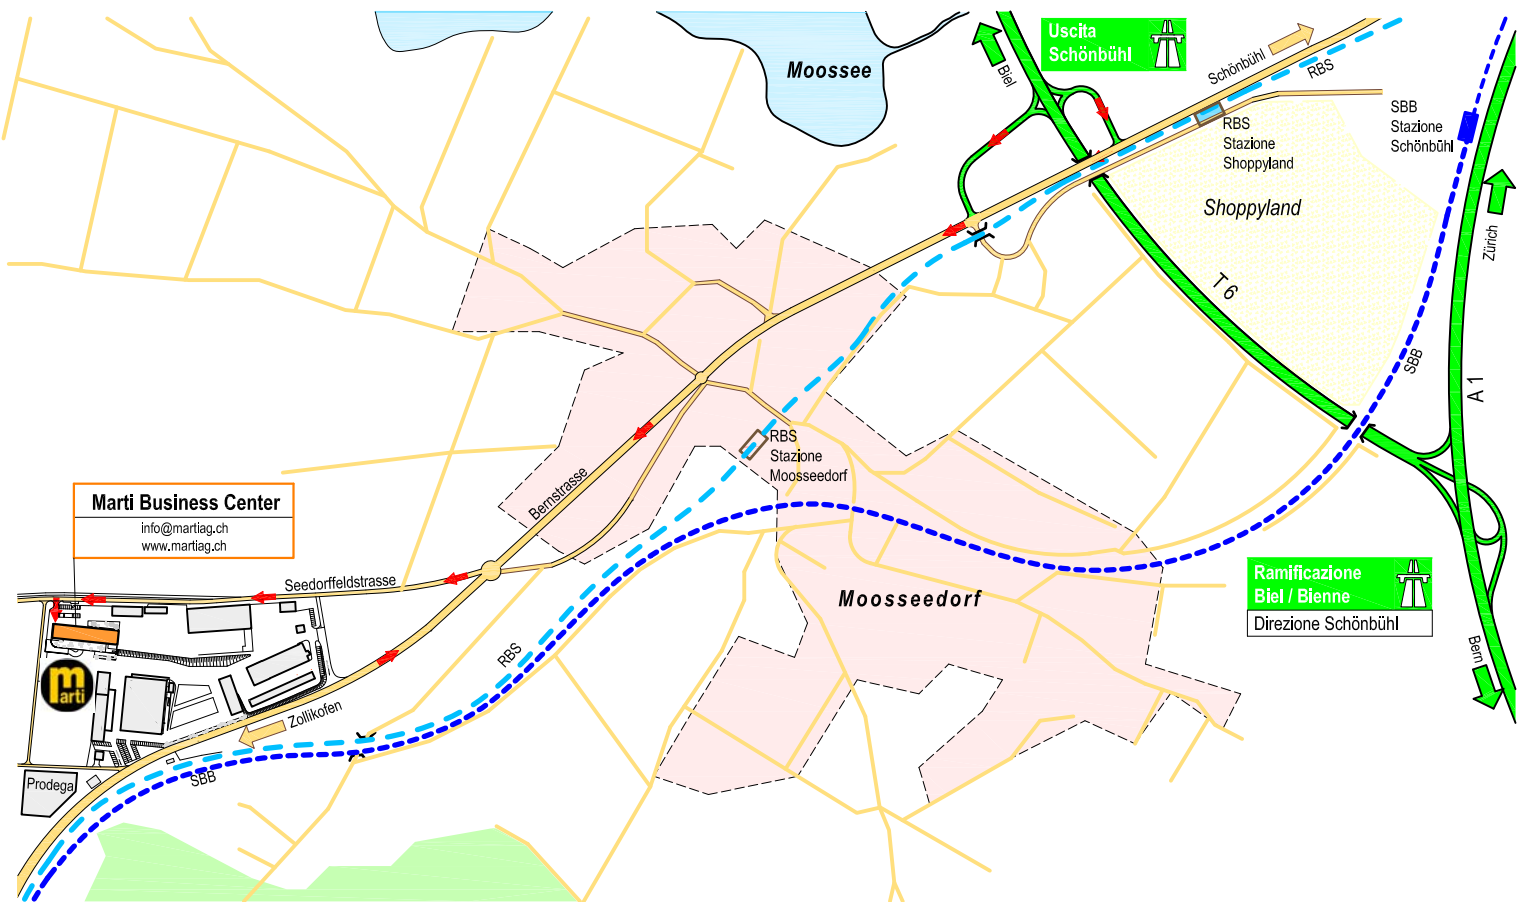 Uscita
Schönbühl
Moossee
Biel
Schönbühl
RBS
SBB
Stazione
Schönbühl
RBS
Stazione
Shoppyland
Shoppyland
Zürich
T 6
SBB
A 1
RBS
Stazione
Moosseedorf
Bernstrasse
Marti Business Center
info@martiag.ch
www.martiag.ch
Seedorffeldstrasse
Moosseedorf
Ramificazione
Biel / Bienne
Direzione Schönbühl
Bern
RBS
marti
Zollikofen
SBB
Prodega